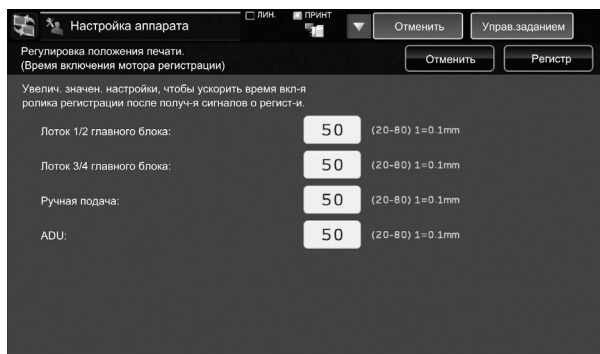 Настройка аппарата
ЛИН. ПРИНТ
Отменить Управ.заданием
Регулировка положения печати.
(Время включения мотора регистрации)
Отменить Регистр
Увелич. значен. настройки, чтобы ускорить время вкл-я
ролика регистрации после получ-я сигналов о регист-и.
Лоток 1/2 главного блока: 50 (20-80) 1=0.1mm
Лоток 3/4 главного блока: 50 (20-80) 1=0.1mm
Ручная подача: 50 (20-80) 1=0.1mm
ADU: 50 (20-80) 1=0.1mm